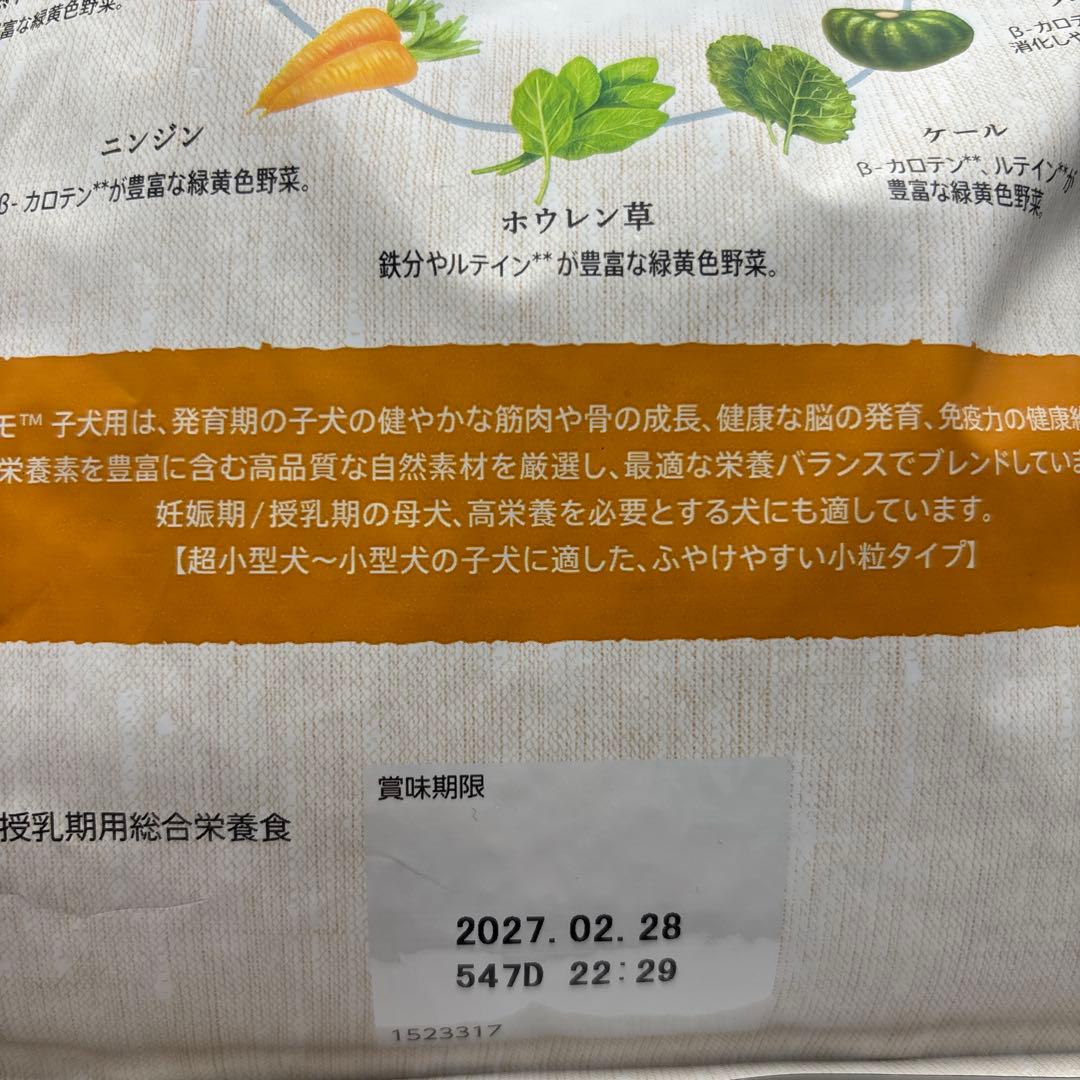 富な緑黄色野菜。
β-カロテ
消化しや
ニンジン
β-カロテン**が豊富な緑黄色野菜。
ホウレン草
鉄分やルテイン**が豊富な緑黄色野菜。
ケール
β-カロテン**、ルテイン**が
豊富な緑黄色野菜。
モ™ 子犬用は、発育期の子犬の健やかな筋肉や骨の成長、健康な脳の発育、免疫力の健康維
栄養素を豊富に含む高品質な自然素材を厳選し、最適な栄養バランスでブレンドしていま
妊娠期/授乳期の母犬、高栄養を必要とする犬にも適しています。
【超小型犬～小型犬の子犬に適した、ふやけやすい小粒タイプ】
賞味期限
授乳期用総合栄養食
2027.02.28
547D 22:29
1523317